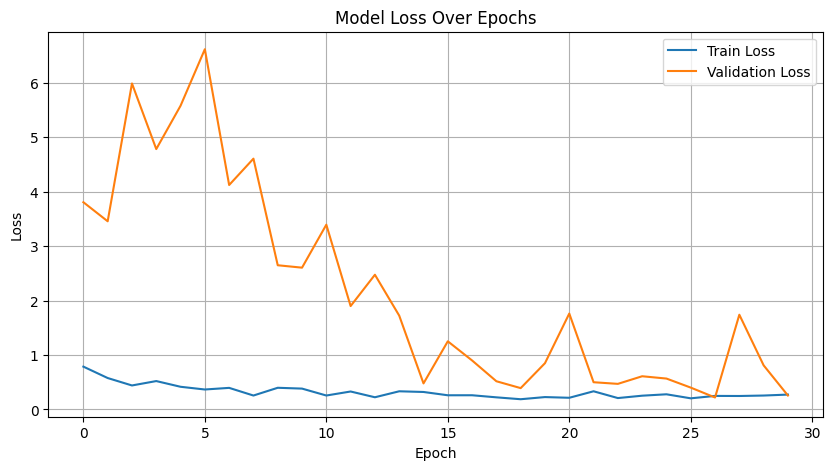 Model Loss Over Epochs
Train Loss
Validation Loss
Loss
6
5
4
3
2
1
0
0 5 10 15 20 25 30
Epoch